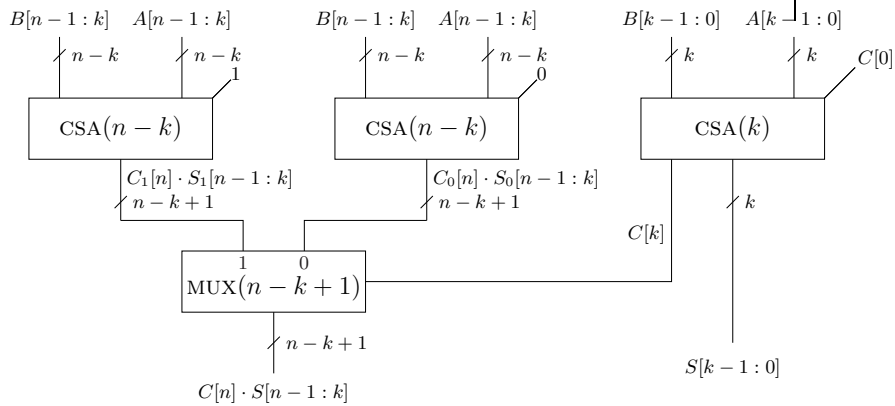 B[n−1 : k] A[n−1 : k] B[n−1 : k] A[n−1 : k] B[k−1 : 0] A[k−1 : 0]
n−k n−k n−k n−k k k C[0]
1 0
CSA(n − k) CSA(n − k) CSA(k)
C₁[n] · S₁[n−1 : k] C₀[n] · S₀[n−1 : k]
n−k+1 n−k+1 k
C[k]
1 0
MUX(n − k + 1)
n−k+1
S[k−1 : 0]
C[n] · S[n−1 : k]